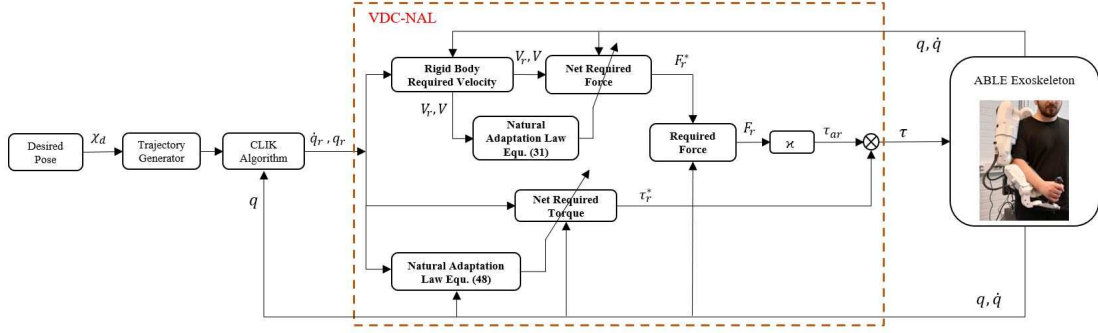 VDC-NAL
q, q̇
V_r, V
Rigid Body
Required Velocity
Net Required
Force
F_r^*
ABLE Exoskeleton
V_r, V
Natural
Adaptation Law
Equ. (31)
Desired
Pose
χ_d
Trajectory
Generator
CLIK
Algorithm
q̇_r , q_r
Required
Force
F_r
ϰ
τ_ar
τ
q
Net Required
Torque
τ_r^*
Natural Adaptation
Law Equ. (48)
q, q̇